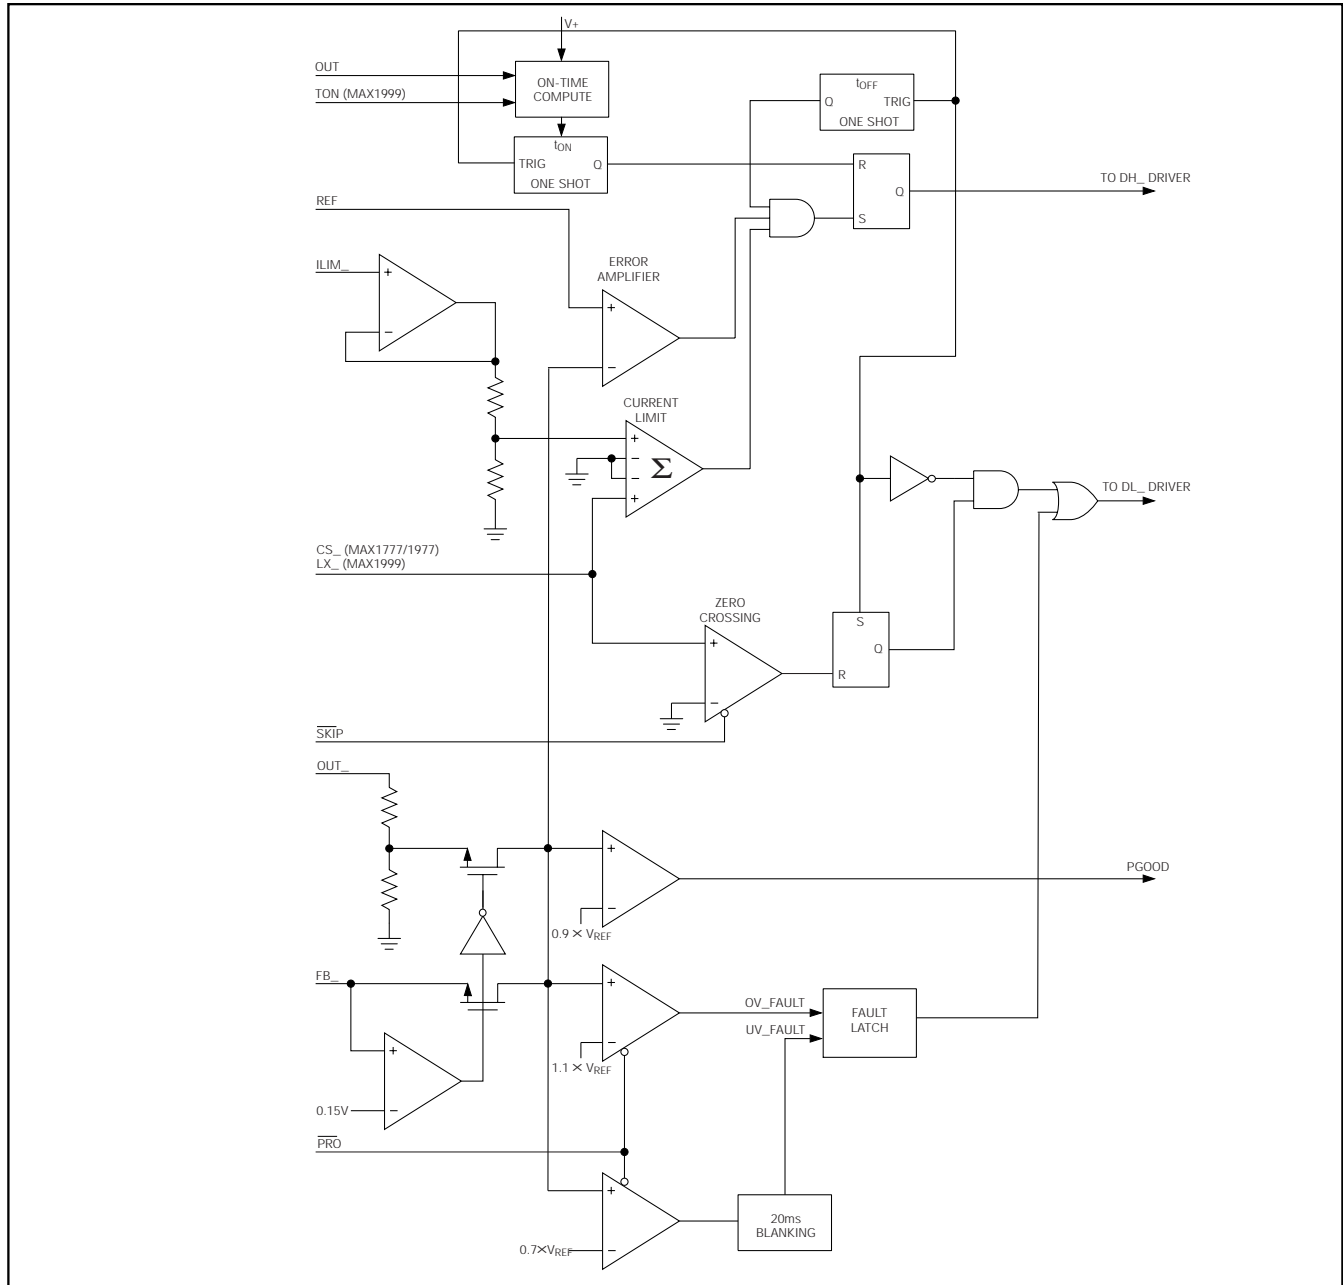 V+
OUT
TON (MAX1999)
ON-TIME
COMPUTE
tOFF
Q TRIG
ONE SHOT
tON
TRIG Q
ONE SHOT
R
Q
S
TO DH_ DRIVER
REF
ILIM_
+
−
ERROR
AMPLIFIER
+
−
CURRENT
LIMIT
+
−
−
+
Σ
TO DL_ DRIVER
CS_ (MAX1777/1977)
LX_ (MAX1999)
ZERO
CROSSING
+
−
S
Q
R
SKIP
OUT_
+
−
0.9 × VREF
PGOOD
FB_
+
−
1.1 × VREF
OV_FAULT
UV_FAULT
FAULT
LATCH
+
−
0.15V
PRO
+
−
0.7×VREF
20ms
BLANKING